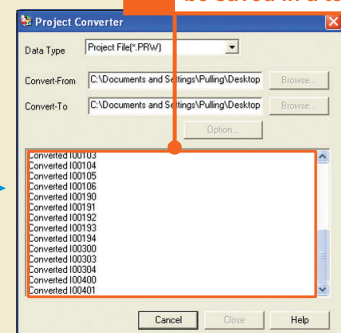 Project Converter
Data Type
Project File(*.PRW)
Convert-From
C:\Documents and Settings\Pulling\Desktop
Browse...
Convert-To
C:\Documents and Settings\Pulling\Desktop
Browse...
Option...
Converted I00103
Converted I00104
Converted I00105
Converted I00106
Converted I00190
Converted I00191
Converted I00192
Converted I00193
Converted I00194
Converted I00300
Converted I00303
Converted I00304
Converted I00400
Converted I00401
Cancel
Close
Help